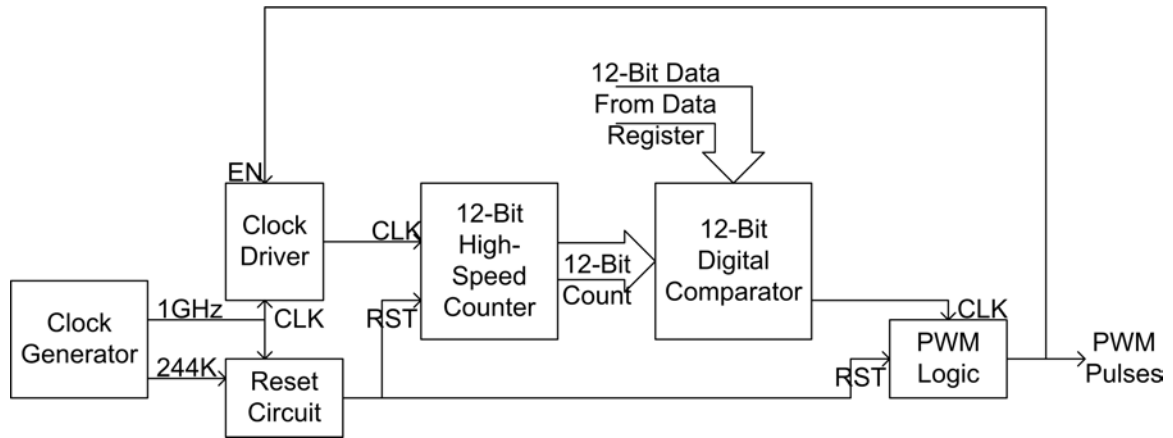 12-Bit Data
From Data
Register
EN
Clock
Driver
CLK
12-Bit
High-
Speed
Counter
12-Bit
Count
12-Bit
Digital
Comparator
Clock
Generator
1GHz
244K
CLK
Reset
Circuit
RST
CLK
RST
PWM
Logic
PWM
Pulses